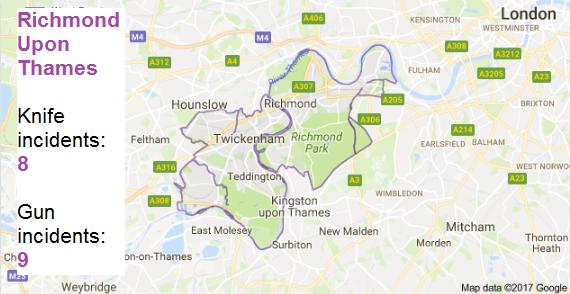 Richmond
Upon
Thames
Knife
incidents:
8
Gun
incidents:
9
London
A406
KENSINGTON
WESTMINSTER
M4
A312
A4
M4
A308
A3212
River Thames
FULHAM
A3205
A23
A307
Hounslow
Richmond
A205
BRIXTON
A306
A214
Feltham
Twickenham
Richmond
Park
EARLSFIELD
BALHAM
A316
Teddington
A3
WEST NORWOO
A23
WIMBLEDON
A308
Kingston
upon Thames
East Molesey
New Malden
Mitcham
Surbiton
Morden
Thornton
Heath
on-on-Thames
Weybridge
Map data ©2017 Google